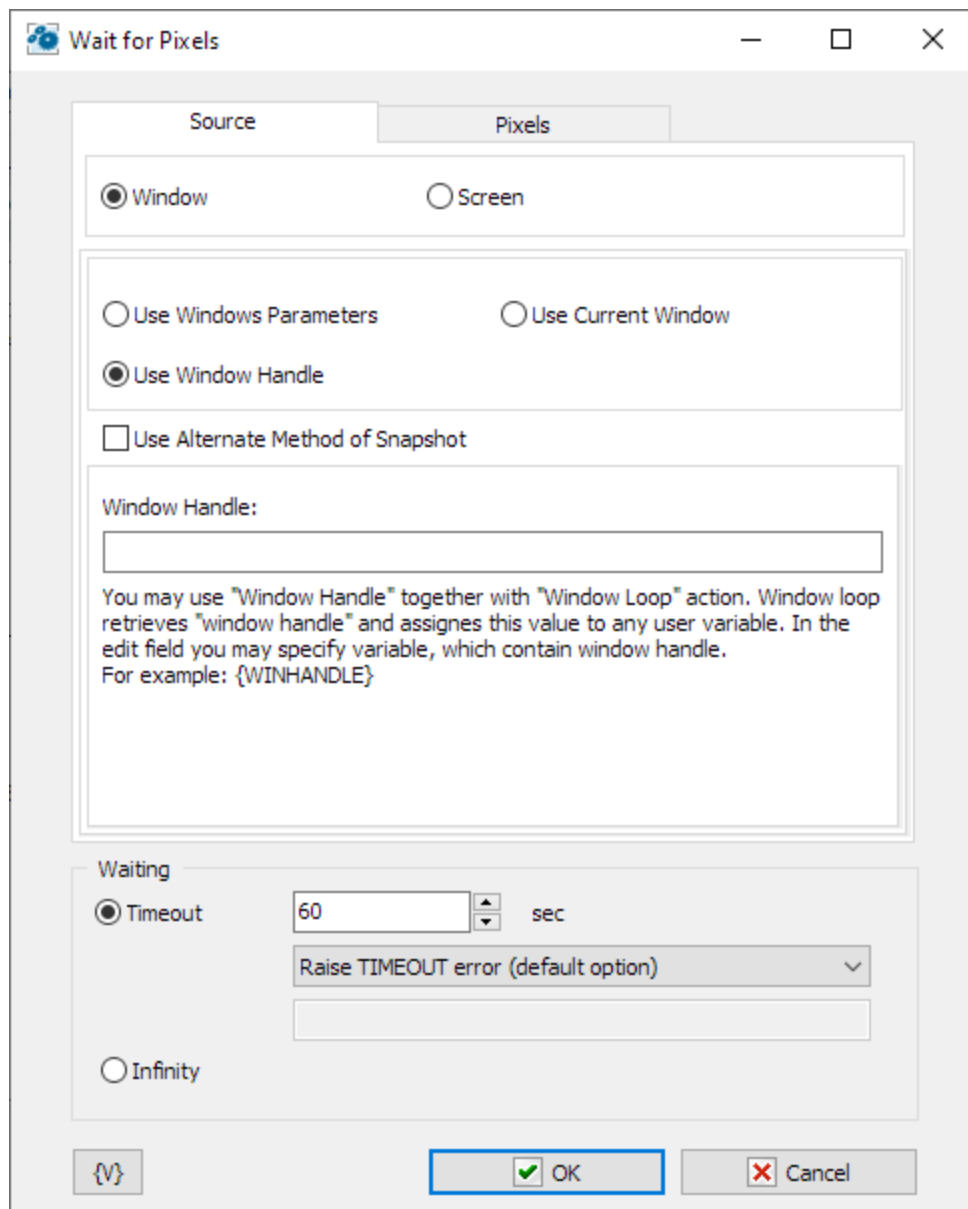 Wait for Pixels
Source
Pixels
Window
Screen
Use Windows Parameters
Use Current Window
Use Window Handle
Use Alternate Method of Snapshot
Window Handle:
You may use "Window Handle" together with "Window Loop" action. Window loop
retrieves "window handle" and assignes this value to any user variable. In the
edit field you may specify variable, which contain window handle.
For example: {WINHANDLE}
Waiting
Timeout
60
sec
Raise TIMEOUT error (default option)
Infinity
{V}
OK
Cancel